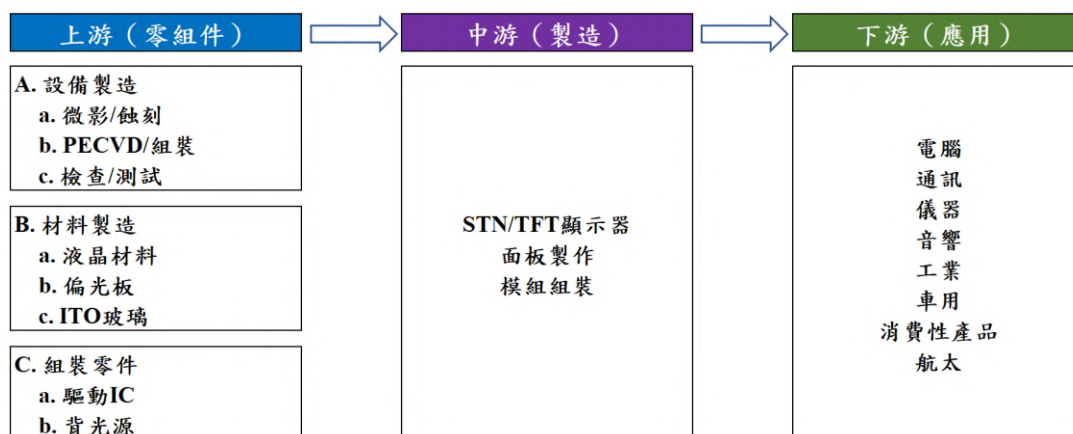 上游（零組件）
中游（製造）
下游（應用）
A. 設備製造
a. 微影/蝕刻
b. PECVD/組裝
c. 檢查/測試
B. 材料製造
a. 液晶材料
b. 偏光板
c. ITO玻璃
C. 組裝零件
a. 驅動IC
b. 背光源
STN/TFT顯示器
面板製作
模組組裝
電腦
通訊
儀器
音響
工業
車用
消費性產品
航太